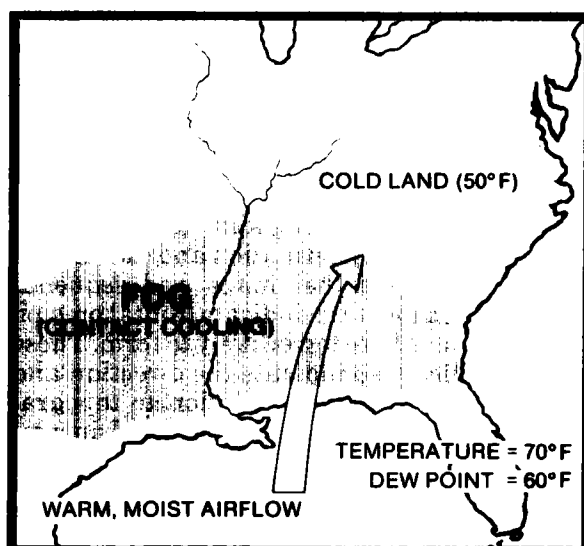 COLD LAND (50°F)
FOG
(CONTACT COOLING)
TEMPERATURE = 70°F
DEW POINT = 60°F
WARM, MOIST AIRFLOW